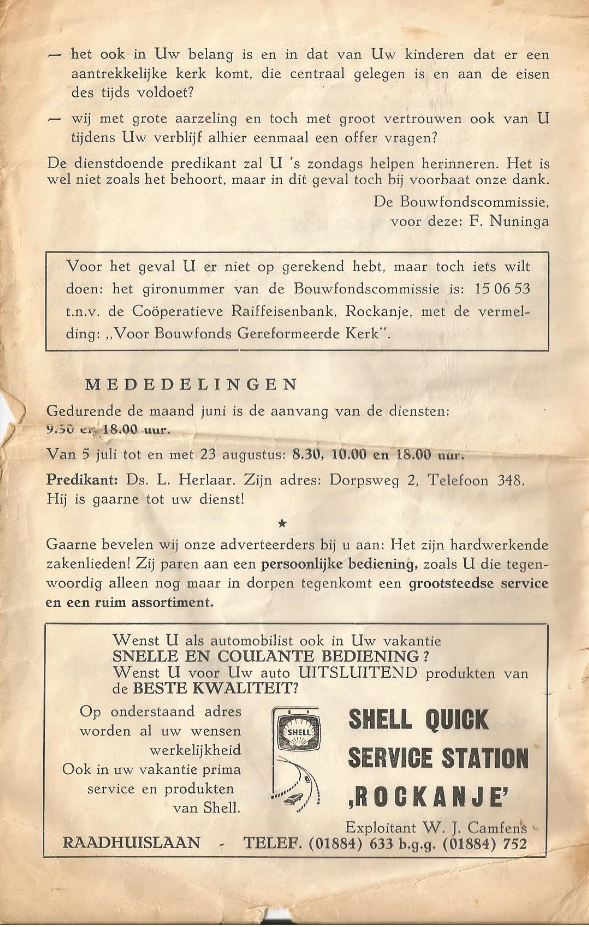 — het ook in Uw belang is en in dat van Uw kinderen dat er een
aantrekkelijke kerk komt, die centraal gelegen is en aan de eisen
des tijds voldoet?
— wij met grote aarzeling en toch met groot vertrouwen ook van U
tijdens Uw verblijf alhier eenmaal een offer vragen?
De dienstdoende predikant zal U 's zondags helpen herinneren. Het is
wel niet zoals het behoort, maar in dit geval toch bij voorbaat onze dank.
De Bouwfondscommissie,
voor deze: F. Nuninga
Voor het geval U er niet op gerekend hebt, maar toch iets wilt
doen: het gironummer van de Bouwfondscommissie is: 15 06 53
t.n.v. de Coöperatieve Raiffeisenbank, Rockanje, met de vermel-
ding: „Voor Bouwfonds Gereformeerde Kerk".
MEDEDELINGEN
Gedurende de maand juni is de aanvang van de diensten:
9.30 en 18.00 uur.
Van 5 juli tot en met 23 augustus: 8.30, 10.00 en 18.00 uur.
Predikant: Ds. L. Herlaar. Zijn adres: Dorpsweg 2, Telefoon 348.
Hij is gaarne tot uw dienst!
★
Gaarne bevelen wij onze adverteerders bij u aan: Het zijn hardwerkende
zakenlieden! Zij paren aan een persoonlijke bediening, zoals U die tegen-
woordig alleen nog maar in dorpen tegenkomt een grootsteedse service
en een ruim assortiment.
Wenst U als automobilist ook in Uw vakantie
SNELLE EN COULANTE BEDIENING?
Wenst U voor Uw auto UITSLUITEND produkten van
de BESTE KWALITEIT?
Op onderstaand adres
worden al uw wensen
werkelijkheid
Ook in uw vakantie prima
service en produkten
van Shell.
SHELL
SHELL QUICK
SERVICE STATION
‚ROCKANJE'
Exploitant W. J. Camfens
RAADHUISLAAN - TELEF. (01884) 633 b.g.g. (01884) 752